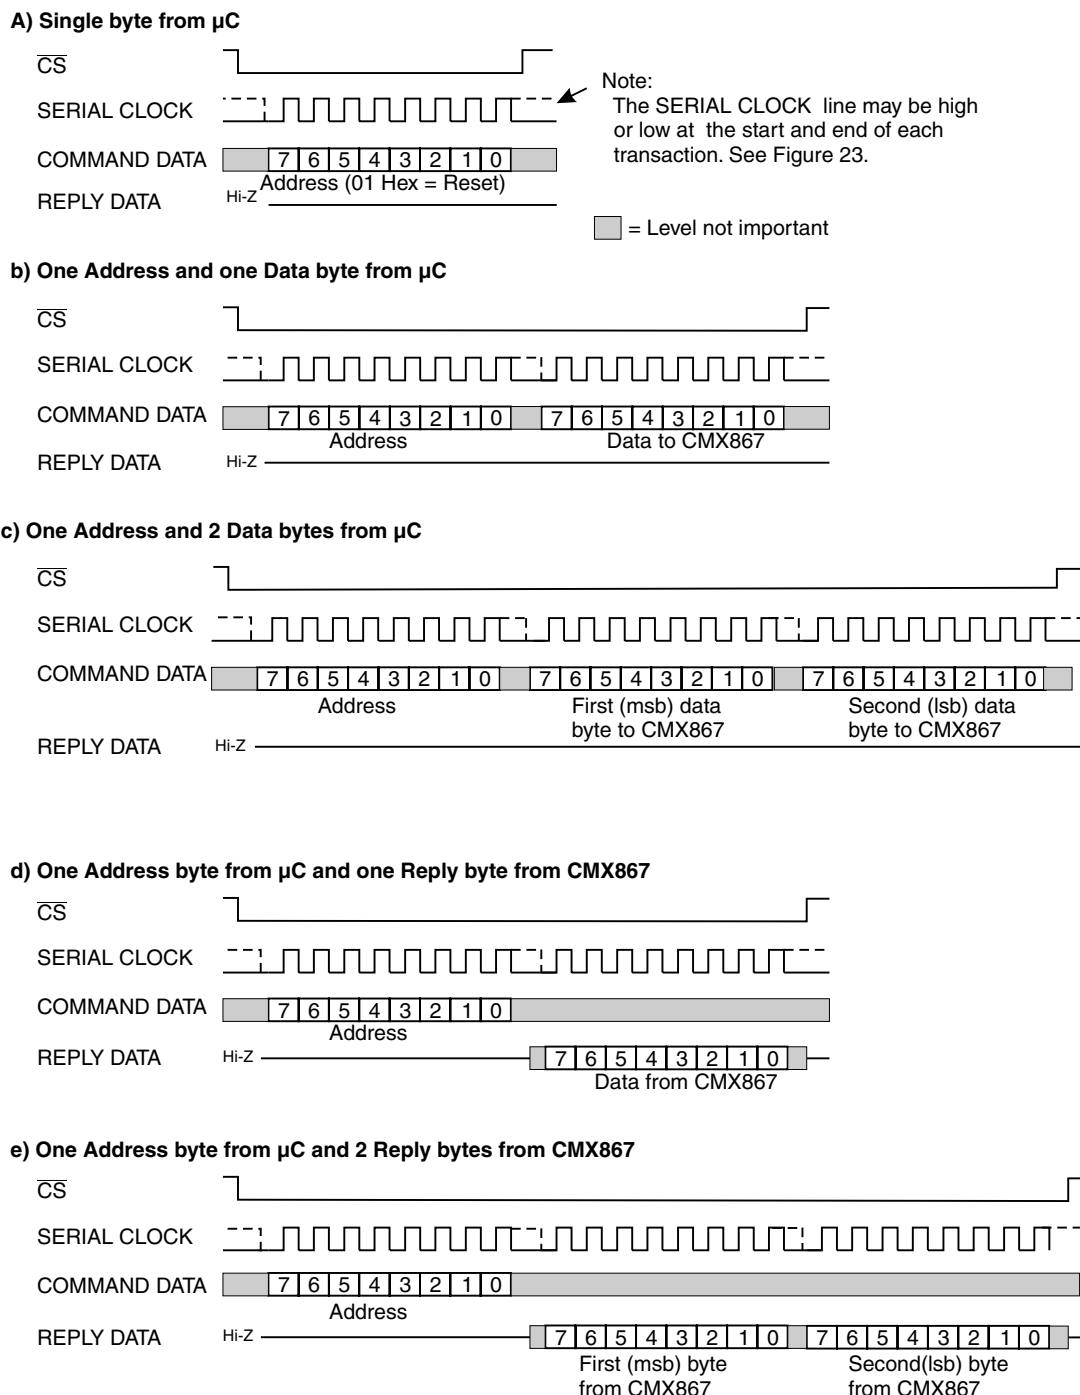 A) Single byte from µC
CS
SERIAL CLOCK
Note:
The SERIAL CLOCK line may be high
or low at the start and end of each
transaction. See Figure 23.
COMMAND DATA 7 6 5 4 3 2 1 0
Address (01 Hex = Reset)
REPLY DATA Hi-Z
= Level not important
b) One Address and one Data byte from µC
CS
SERIAL CLOCK
COMMAND DATA 7 6 5 4 3 2 1 0 7 6 5 4 3 2 1 0
Address Data to CMX867
REPLY DATA Hi-Z
c) One Address and 2 Data bytes from µC
CS
SERIAL CLOCK
COMMAND DATA 7 6 5 4 3 2 1 0 7 6 5 4 3 2 1 0 7 6 5 4 3 2 1 0
Address First (msb) data Second (lsb) data
byte to CMX867 byte to CMX867
REPLY DATA Hi-Z
d) One Address byte from µC and one Reply byte from CMX867
CS
SERIAL CLOCK
COMMAND DATA 7 6 5 4 3 2 1 0
Address
REPLY DATA Hi-Z 7 6 5 4 3 2 1 0
Data from CMX867
e) One Address byte from µC and 2 Reply bytes from CMX867
CS
SERIAL CLOCK
COMMAND DATA 7 6 5 4 3 2 1 0
Address
REPLY DATA Hi-Z 7 6 5 4 3 2 1 0 7 6 5 4 3 2 1 0
First (msb) byte Second(lsb) byte
from CMX867 from CMX867